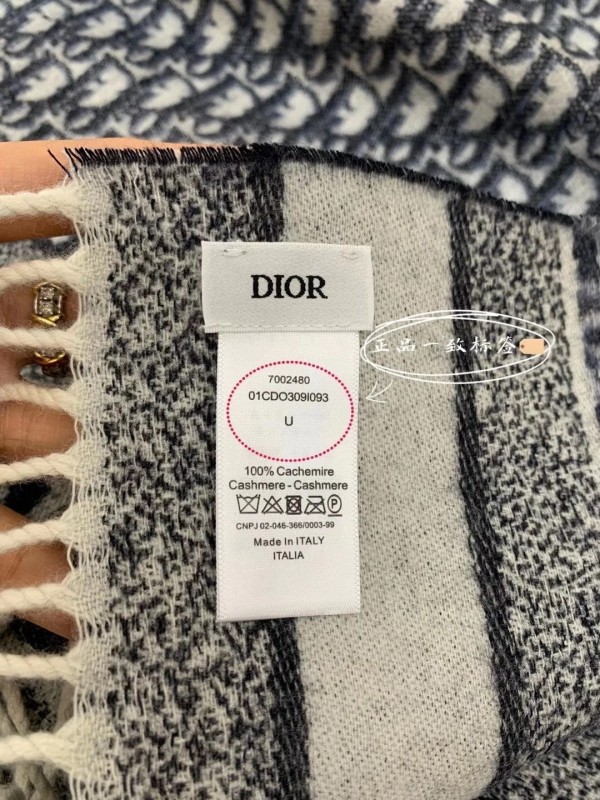 DIOR
正品一致标签
7002480
01CDO309I093
U
100% Cachemire
Cashmere - Cashmere
P
CNPJ 02-046-366/0003-99
Made In ITALY
ITALIA